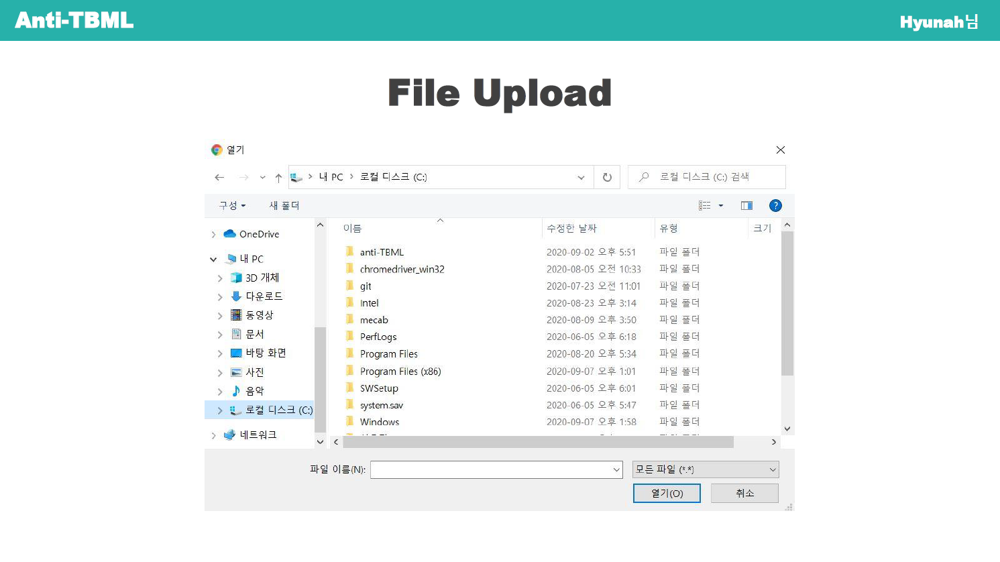 Anti-TBML
Hyunah님
File Upload
열기
내 PC > 로컬 디스크 (C:)
로컬 디스크 (C:) 검색
구성
새 폴더
이름 수정한 날짜 유형 크기
OneDrive
내 PC
3D 개체
다운로드
동영상
문서
바탕 화면
사진
음악
로컬 디스크 (C:)
네트워크
anti-TBML 2020-09-02 오후 5:51 파일 폴더
chromedriver_win32 2020-08-05 오전 10:33 파일 폴더
git 2020-07-23 오전 11:01 파일 폴더
Intel 2020-08-23 오후 3:14 파일 폴더
mecab 2020-08-09 오후 3:50 파일 폴더
PerfLogs 2020-06-05 오후 6:18 파일 폴더
Program Files 2020-08-20 오후 5:34 파일 폴더
Program Files (x86) 2020-09-07 오후 1:01 파일 폴더
SWSetup 2020-06-05 오후 6:01 파일 폴더
system.sav 2020-06-05 오후 5:47 파일 폴더
Windows 2020-09-07 오후 1:58 파일 폴더
파일 이름(N):
모든 파일 (*.*)
열기(O)
취소